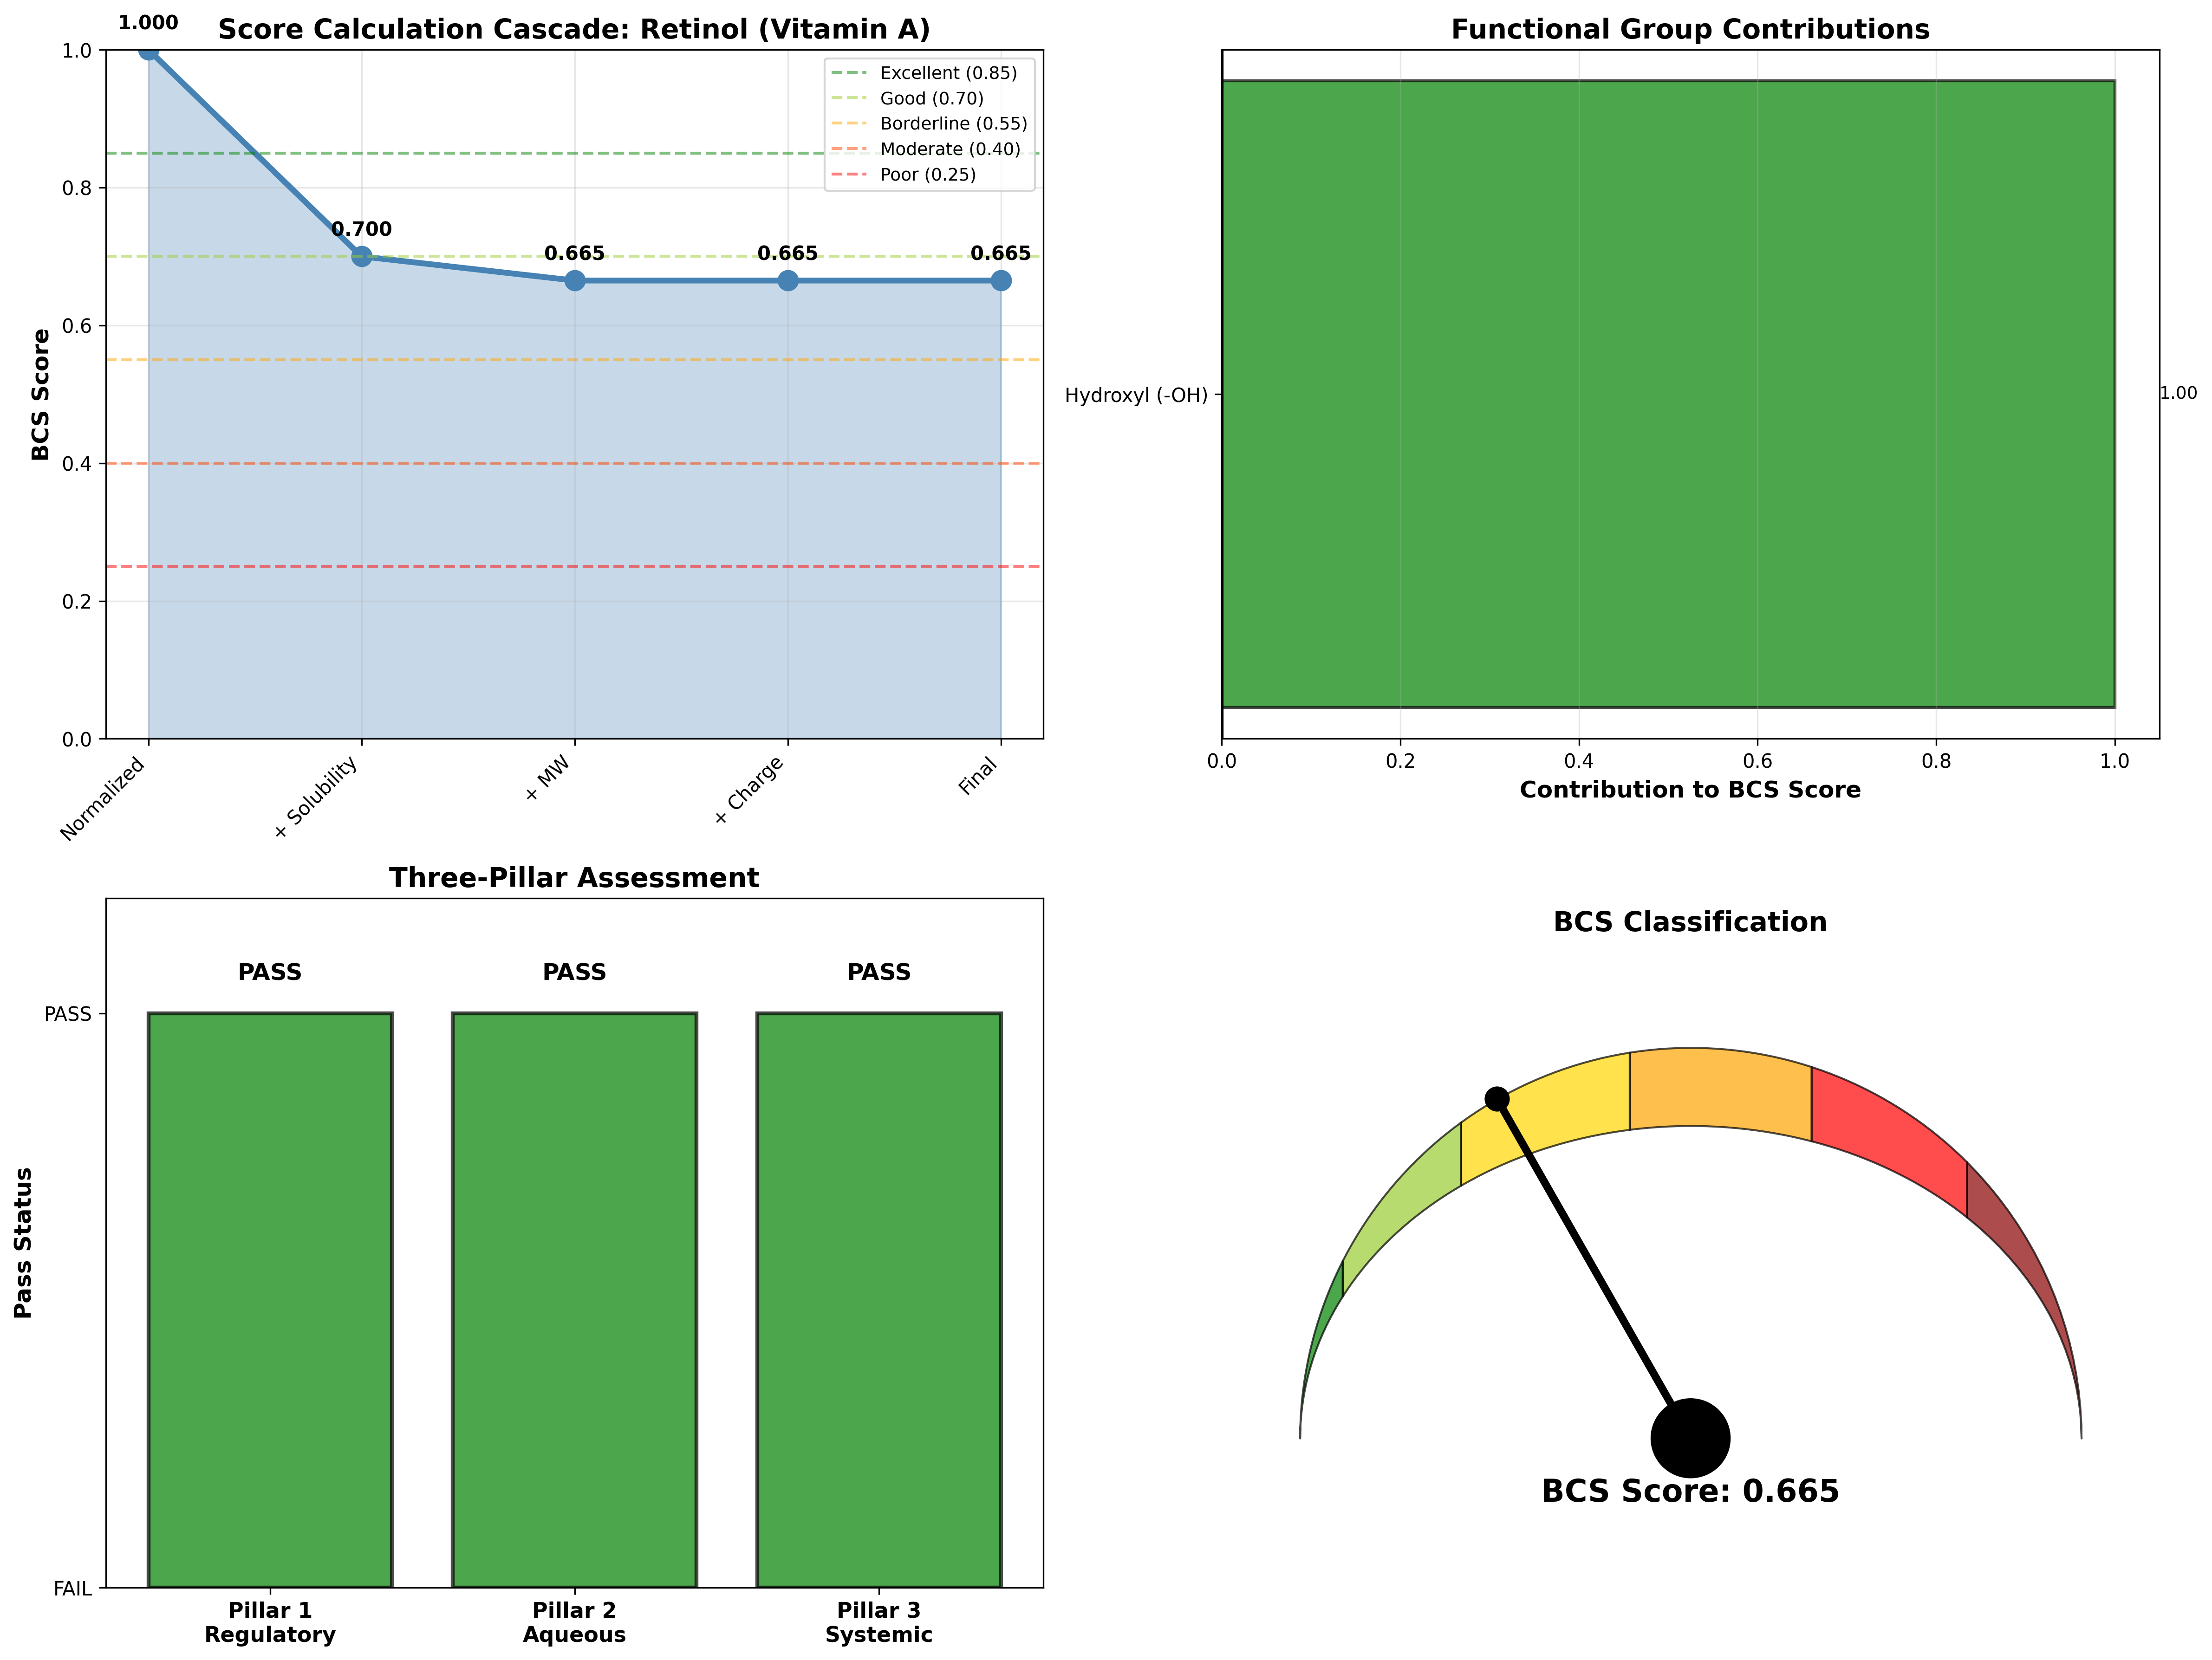 Score Calculation Cascade: Retinol (Vitamin A)
1.000
0.700
0.665
0.665
0.665
Excellent (0.85)
Good (0.70)
Borderline (0.55)
Moderate (0.40)
Poor (0.25)
BCS Score
1.0
0.8
0.6
0.4
0.2
0.0
Normalized
+ Solubility
+ MW
+ Charge
Final
Functional Group Contributions
Hydroxyl (-OH)
1.00
0.0
0.2
0.4
0.6
0.8
1.0
Contribution to BCS Score
Three-Pillar Assessment
PASS
PASS
PASS
Pass Status
PASS
FAIL
Pillar 1
Regulatory
Pillar 2
Aqueous
Pillar 3
Systemic
BCS Classification
BCS Score: 0.665